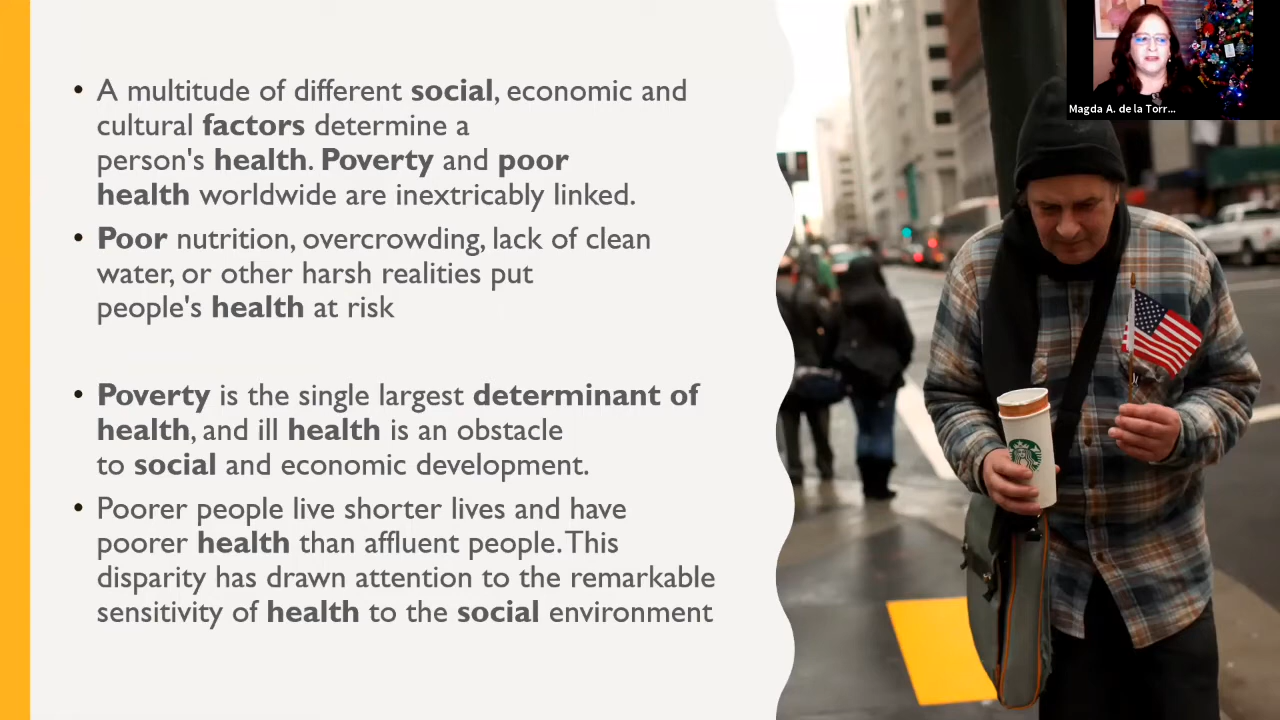 • A multitude of different social, economic and
cultural factors determine a
person's health. Poverty and poor
health worldwide are inextricably linked.
• Poor nutrition, overcrowding, lack of clean
water, or other harsh realities put
people's health at risk
• Poverty is the single largest determinant of
health, and ill health is an obstacle
to social and economic development.
• Poorer people live shorter lives and have
poorer health than affluent people. This
disparity has drawn attention to the remarkable
sensitivity of health to the social environment
Magda A. de la Torr...